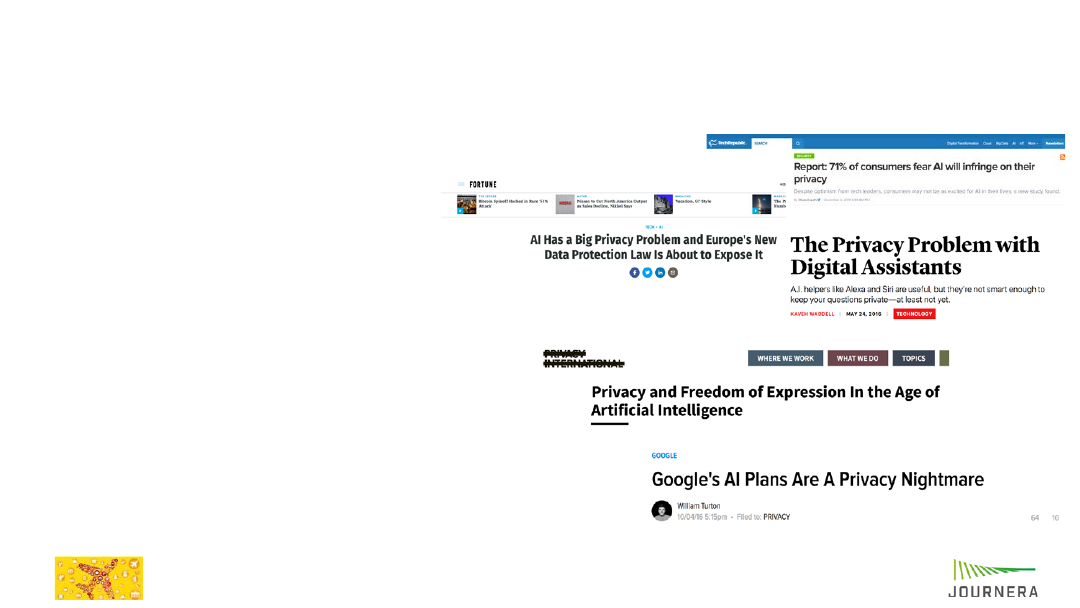 TechRepublic. SEARCH
Digital Transformation Cloud Big Data AI IoT More Newsletters
SECURITY
Report: 71% of consumers fear AI will infringe on their
privacy
Despite optimism from tech leaders, consumers may not be as excited for AI in their lives, a new study found.
FORTUNE
Bitcoin Spinoff Hacked in Rare '51%
Attack'
Nissan to Cut North America Output
as Sales Decline, Nikkei Says
Vacation, G7 Style
TECH • AI
AI Has a Big Privacy Problem and Europe's New
Data Protection Law Is About to Expose It
The Privacy Problem with
Digital Assistants
A.I. helpers like Alexa and Siri are useful, but they're not smart enough to
keep your questions private—at least not yet.
KAVEH WADDELL MAY 24, 2016 TECHNOLOGY
PRIVACY
INTERNATIONAL
WHERE WE WORK WHAT WE DO TOPICS
Privacy and Freedom of Expression In the Age of
Artificial Intelligence
GOOGLE
Google's AI Plans Are A Privacy Nightmare
William Turton
10/04/16 5:15pm • Filed to: PRIVACY
64 10
JOURNERA